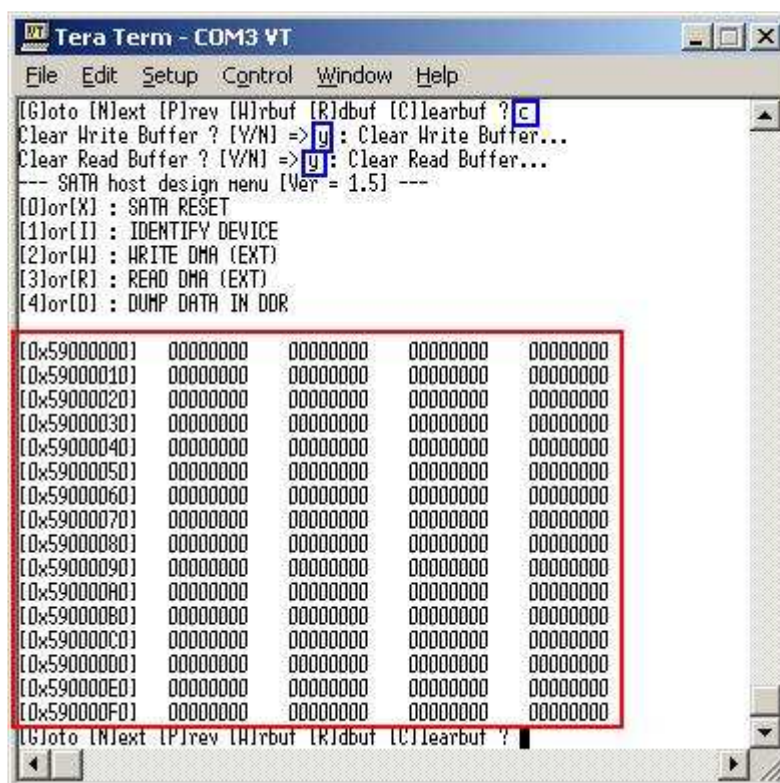 Tera Term - COM3 VT
File Edit Setup Control Window Help
[G]oto [N]ext [P]rev [W]rbuf [R]dbuf [C]learbuf ? c
Clear Write Buffer ? [Y/N] => y : Clear Write Buffer...
Clear Read Buffer ? [Y/N] => y : Clear Read Buffer...
--- SATA host design menu [Ver = 1.5] ---
[0]or[X] : SATA RESET
[1]or[I] : IDENTIFY DEVICE
[2]or[W] : WRITE DMA (EXT)
[3]or[R] : READ DMA (EXT)
[4]or[D] : DUMP DATA IN DDR
[0x59000000] 00000000 00000000 00000000 00000000
[0x59000010] 00000000 00000000 00000000 00000000
[0x59000020] 00000000 00000000 00000000 00000000
[0x59000030] 00000000 00000000 00000000 00000000
[0x59000040] 00000000 00000000 00000000 00000000
[0x59000050] 00000000 00000000 00000000 00000000
[0x59000060] 00000000 00000000 00000000 00000000
[0x59000070] 00000000 00000000 00000000 00000000
[0x59000080] 00000000 00000000 00000000 00000000
[0x59000090] 00000000 00000000 00000000 00000000
[0x590000A0] 00000000 00000000 00000000 00000000
[0x590000B0] 00000000 00000000 00000000 00000000
[0x590000C0] 00000000 00000000 00000000 00000000
[0x590000D0] 00000000 00000000 00000000 00000000
[0x590000E0] 00000000 00000000 00000000 00000000
[0x590000F0] 00000000 00000000 00000000 00000000
[G]oto [N]ext [P]rev [W]rbuf [R]dbuf [C]learbuf ?